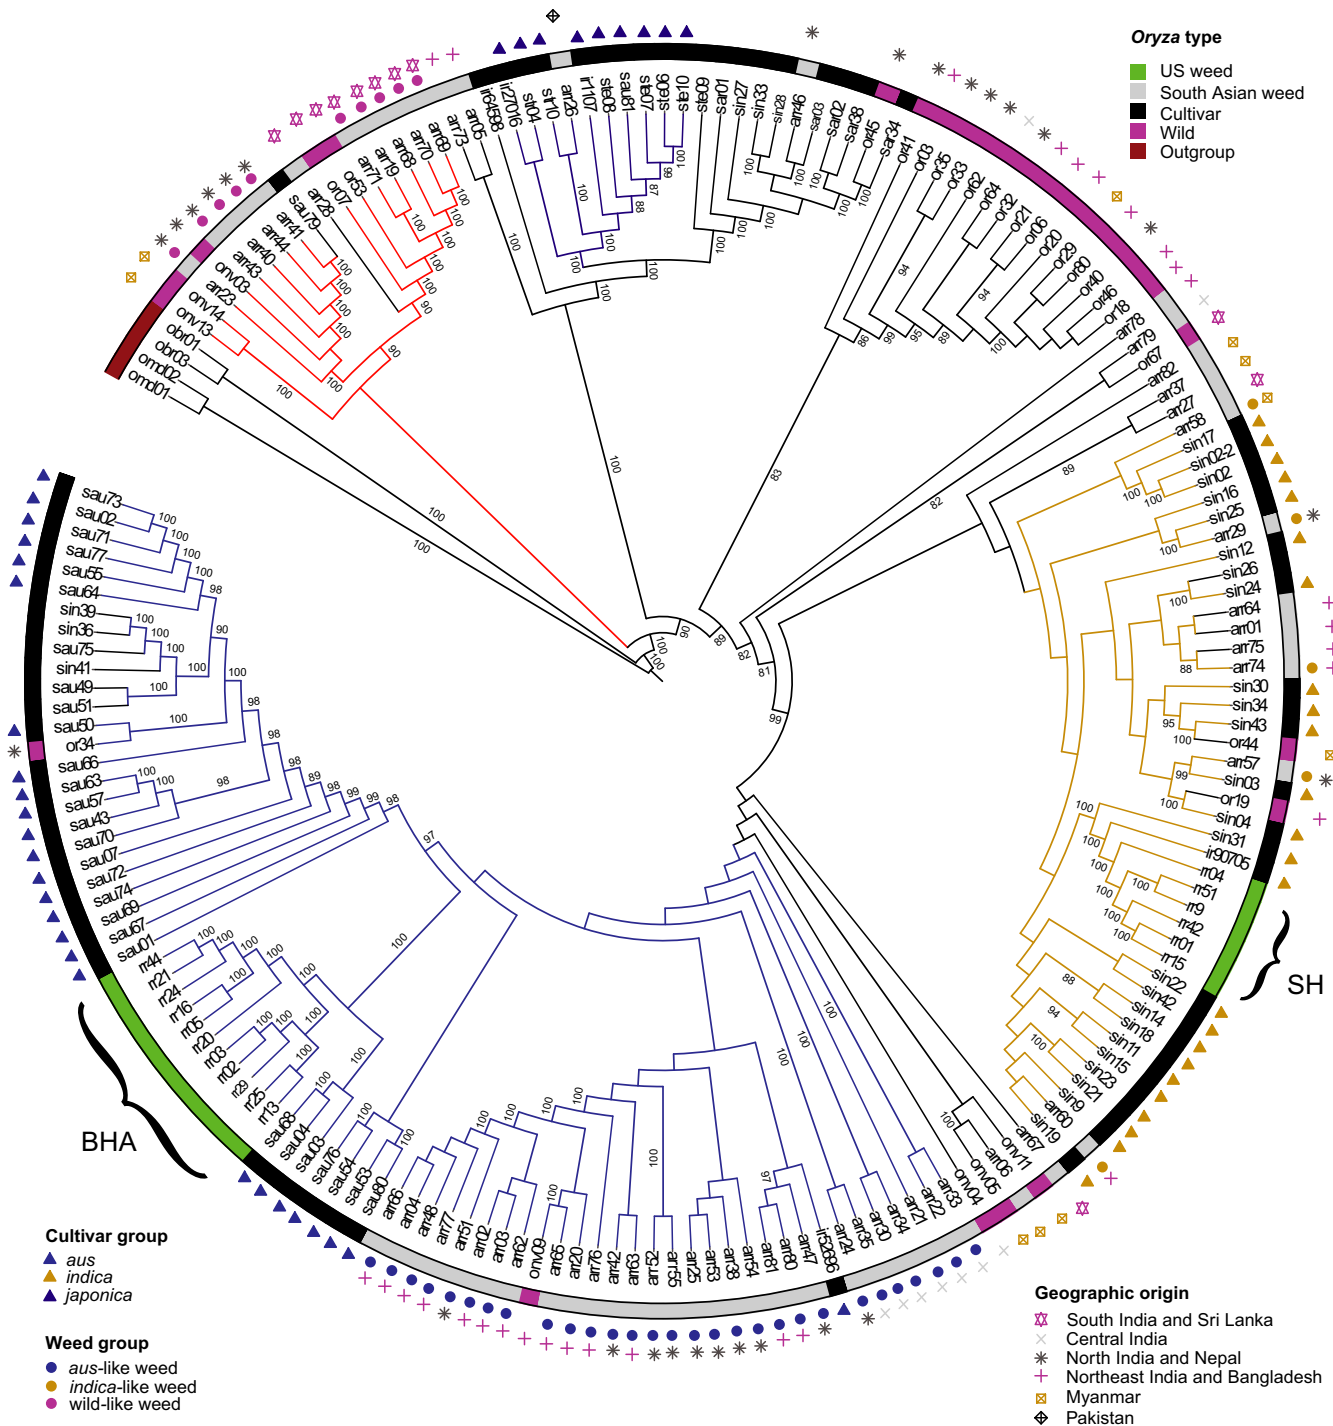 Oryza type
US weed
South Asian weed
Cultivar
Wild
Outgroup
omd01
omd02
obr03
obr01
onv13
onv14
arr23
onv03
arr43
arr40
arr44
arr41
sau79
arr28
or07
or53
arr71
arr19
arr68
arr70
arr69
arr73
arr05
ir64598
ir27016
str04
str10
arr26
ir1107
ste03
sau81
ste07
ste06
ste10
ste09
sar01
sin27
sin33
sin28
arr46
sar03
sar02
sar38
or45
sar34
or41
or03
or35
or33
or62
or64
or32
or21
or06
or20
or29
or80
or40
or46
or18
arr78
arr79
or67
arr82
arr37
arr27
arr58
sin17
sin02-2
sin02
sin16
sin25
arr29
sin12
sin26
sin24
arr64
arr01
arr75
arr74
sin30
sin34
sin43
or44
arr57
sin03
or19
sin04
sin31
ir90705
rr04
rr51
rr9
rr42
rr01
rr15
sin22
sin42
sin14
sin18
sin11
sin15
sin23
sin21
sin9
arr60
sin19
arr67
onv11
arr06
onv05
onv04
arr33
arr22
arr21
arr34
arr30
arr35
arr24
ir52696
arr47
arr80
arr81
arr54
arr38
arr53
arr25
arr55
arr52
arr63
arr42
arr76
arr20
arr65
onv09
arr62
arr03
arr02
arr51
arr77
arr48
arr04
arr66
sau80
sau53
sau54
sau76
sau03
sau04
sau68
rr13
rr25
rr29
rr02
rr03
rr20
rr05
rr16
rr24
rr21
rr44
sau01
sau67
sau69
sau74
sau72
sau07
sau70
sau43
sau57
sau63
sau66
or34
sau50
sau51
sau49
sin41
sau75
sin36
sin39
sau64
sau55
sau77
sau71
sau02
sau73
SH
BHA
Cultivar group
aus
indica
japonica
Weed group
aus-like weed
indica-like weed
wild-like weed
Geographic origin
South India and Sri Lanka
Central India
North India and Nepal
Northeast India and Bangladesh
Myanmar
Pakistan